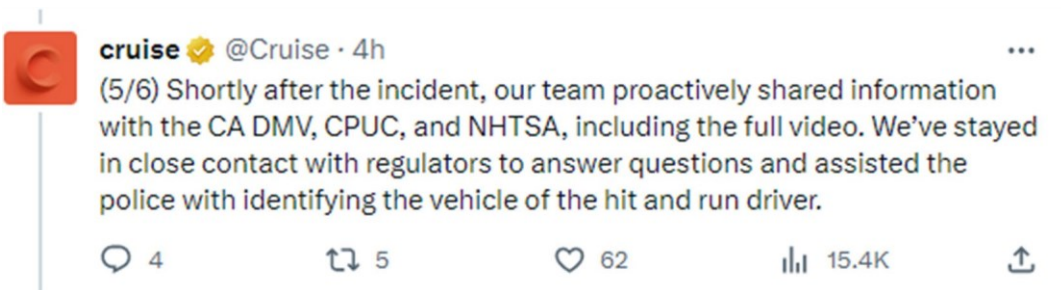 cruise @Cruise · 4h
(5/6) Shortly after the incident, our team proactively shared information
with the CA DMV, CPUC, and NHTSA, including the full video. We’ve stayed
in close contact with regulators to answer questions and assisted the
police with identifying the vehicle of the hit and run driver.
4 5 62 15.4K